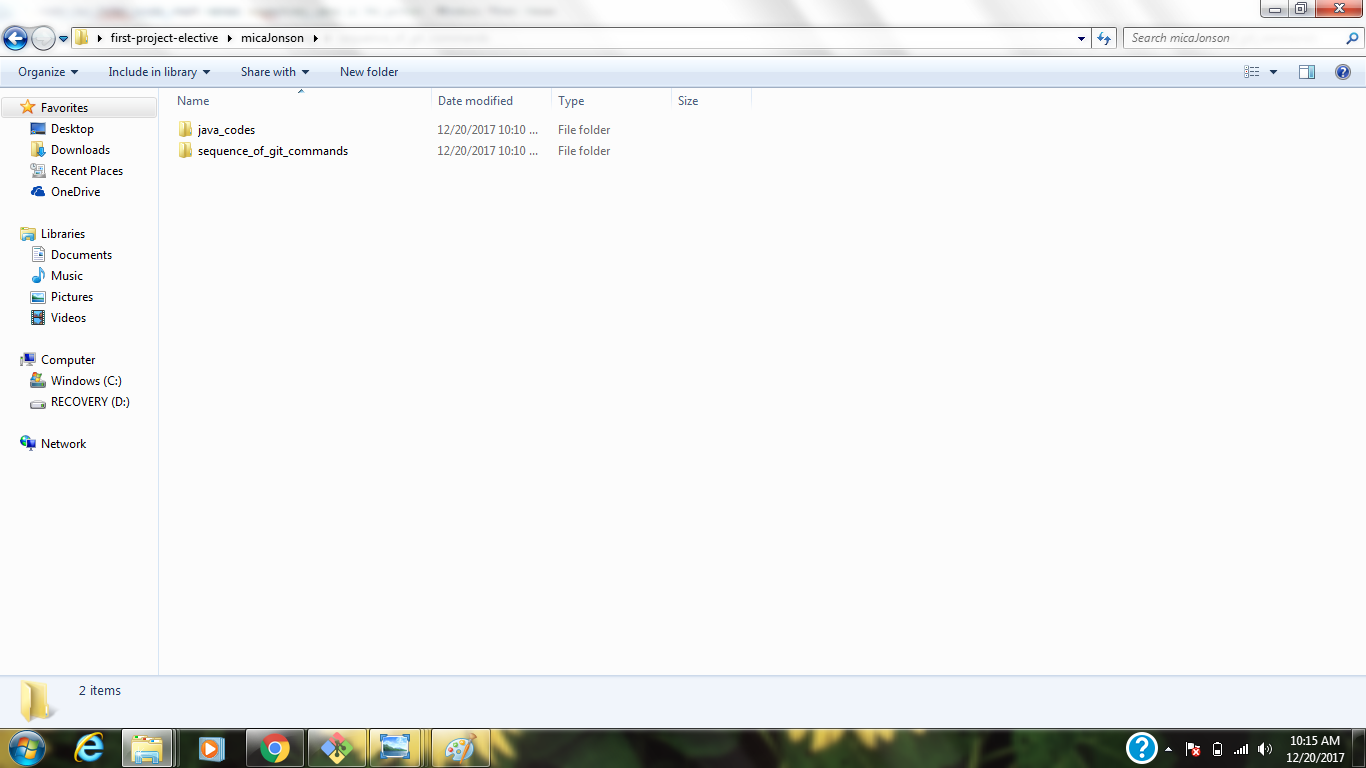 first-project-elective micaJonson Search micaJonson
Organize Include in library Share with New folder
Name Date modified Type Size
java_codes 12/20/2017 10:10 ... File folder
sequence_of_git_commands 12/20/2017 10:10 ... File folder
Favorites
Desktop
Downloads
Recent Places
OneDrive
Libraries
Documents
Music
Pictures
Videos
Computer
Windows (C:)
RECOVERY (D:)
Network
2 items
10:15 AM
12/20/2017